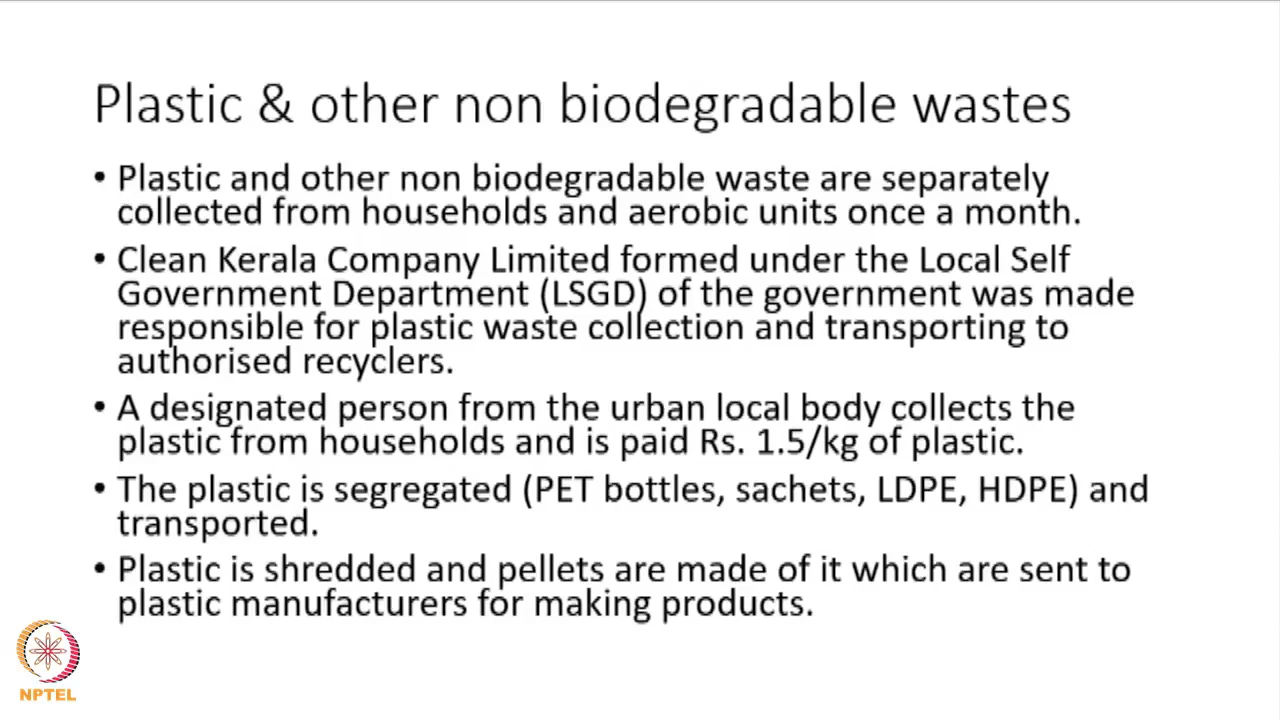 Plastic & other non biodegradable wastes
• Plastic and other non biodegradable waste are separately
collected from households and aerobic units once a month.
• Clean Kerala Company Limited formed under the Local Self
Government Department (LSGD) of the government was made
responsible for plastic waste collection and transporting to
authorised recyclers.
• A designated person from the urban local body collects the
plastic from households and is paid Rs. 1.5/kg of plastic.
• The plastic is segregated (PET bottles, sachets, LDPE, HDPE) and
transported.
• Plastic is shredded and pellets are made of it which are sent to
plastic manufacturers for making products.
NPTEL